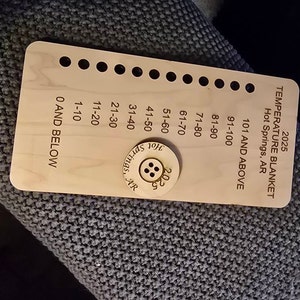 2025
TEMPERATURE BLANKET
Hot Springs, AR
101 AND ABOVE
91-100
81-90
71-80
61-70
51-60
41-50
31-40
21-30
11-20
1-10
0 AND BELOW
2025
Hot Springs, AR